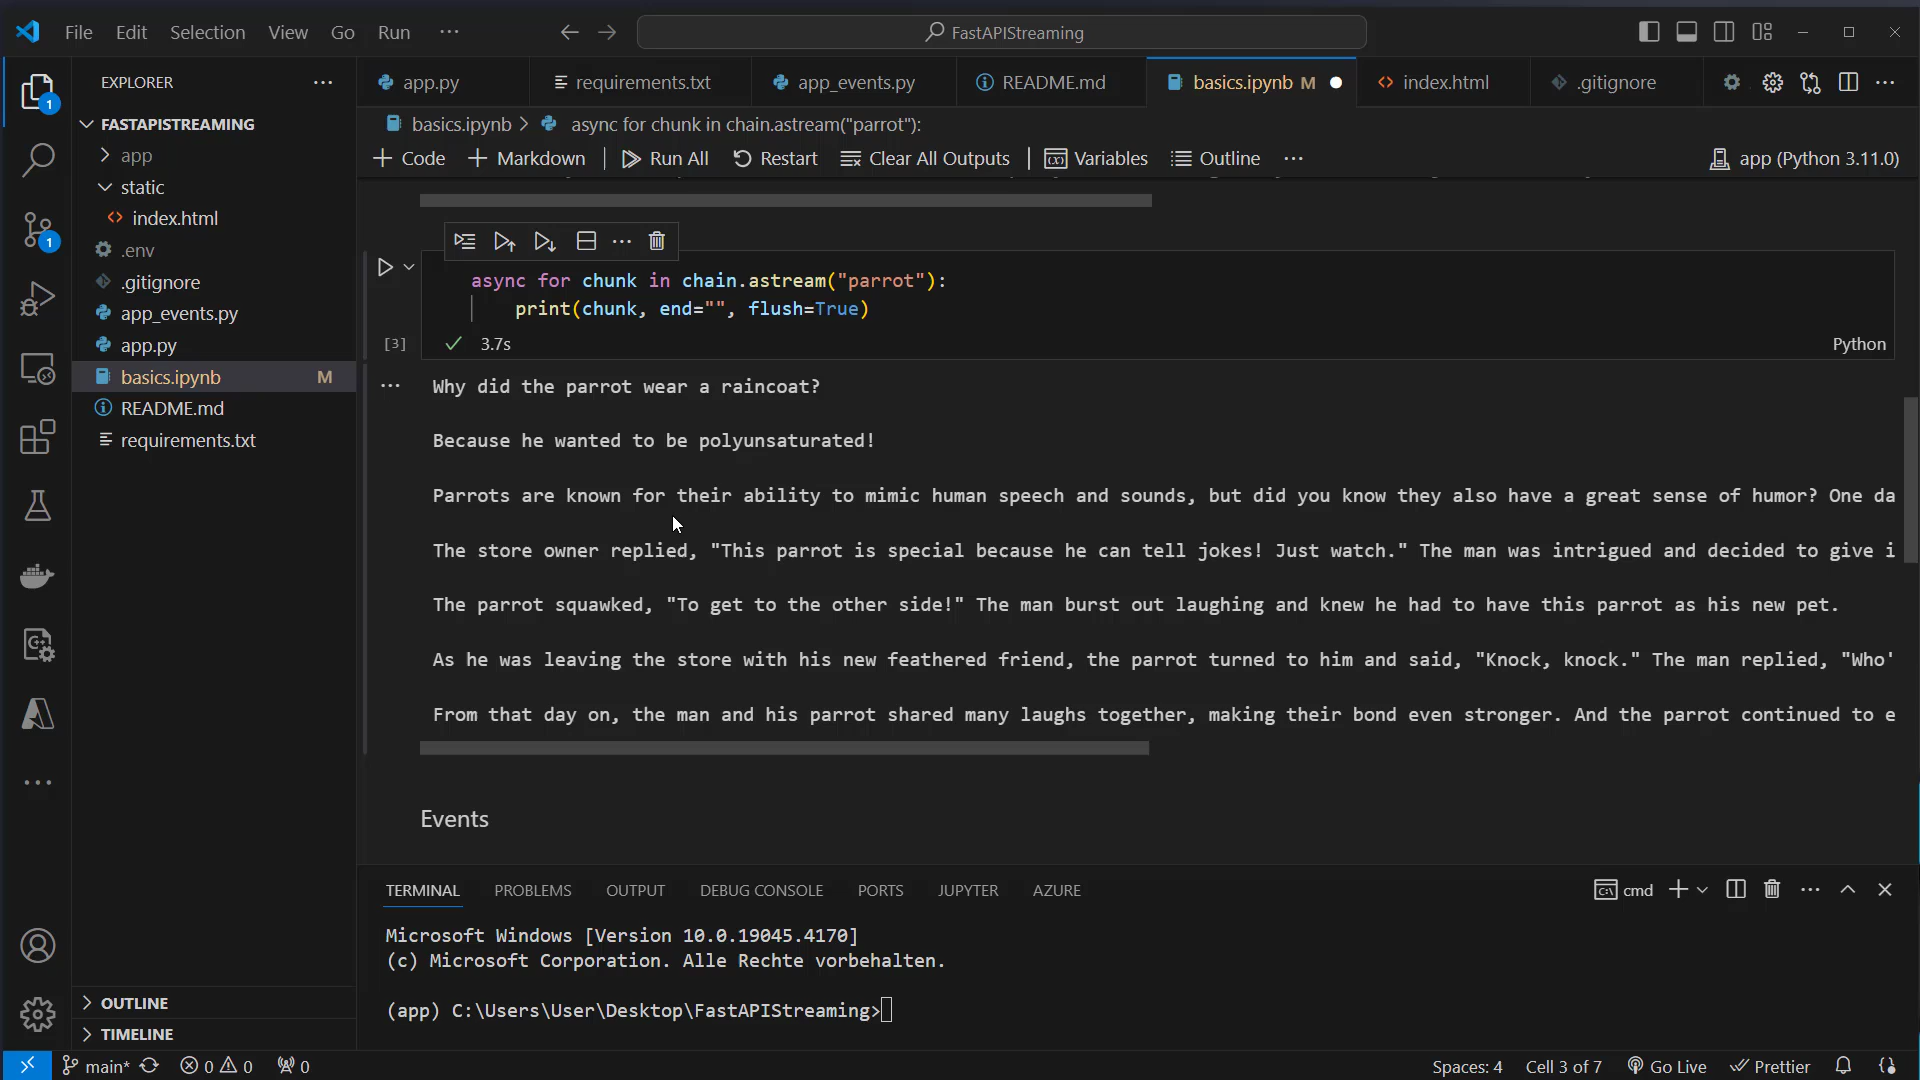 File Edit Selection View Go Run ··· FastAPIStreaming
EXPLORER ···
FASTAPISTREAMING
app
static
index.html
.env
.gitignore
app_events.py
app.py
basics.ipynb M
README.md
requirements.txt
OUTLINE
TIMELINE
1
1
app.py requirements.txt app_events.py README.md basics.ipynb M index.html .gitignore
basics.ipynb > async for chunk in chain.astream("parrot"):
+ Code + Markdown Run All Restart Clear All Outputs Variables Outline ··· app (Python 3.11.0)
async for chunk in chain.astream("parrot"):
print(chunk, end="", flush=True)
[3] 3.7s Python
Why did the parrot wear a raincoat?
Because he wanted to be polyunsaturated!
Parrots are known for their ability to mimic human speech and sounds, but did you know they also have a great sense of humor? One da
The store owner replied, "This parrot is special because he can tell jokes! Just watch." The man was intrigued and decided to give i
The parrot squawked, "To get to the other side!" The man burst out laughing and knew he had to have this parrot as his new pet.
As he was leaving the store with his new feathered friend, the parrot turned to him and said, "Knock, knock." The man replied, "Who'
From that day on, the man and his parrot shared many laughs together, making their bond even stronger. And the parrot continued to e
Events
TERMINAL PROBLEMS OUTPUT DEBUG CONSOLE PORTS JUPYTER AZURE cmd
Microsoft Windows [Version 10.0.19045.4170]
(c) Microsoft Corporation. Alle Rechte vorbehalten.
(app) C:\Users\User\Desktop\FastAPIStreaming>
main* 0 0 0 Spaces: 4 Cell 3 of 7 Go Live Prettier